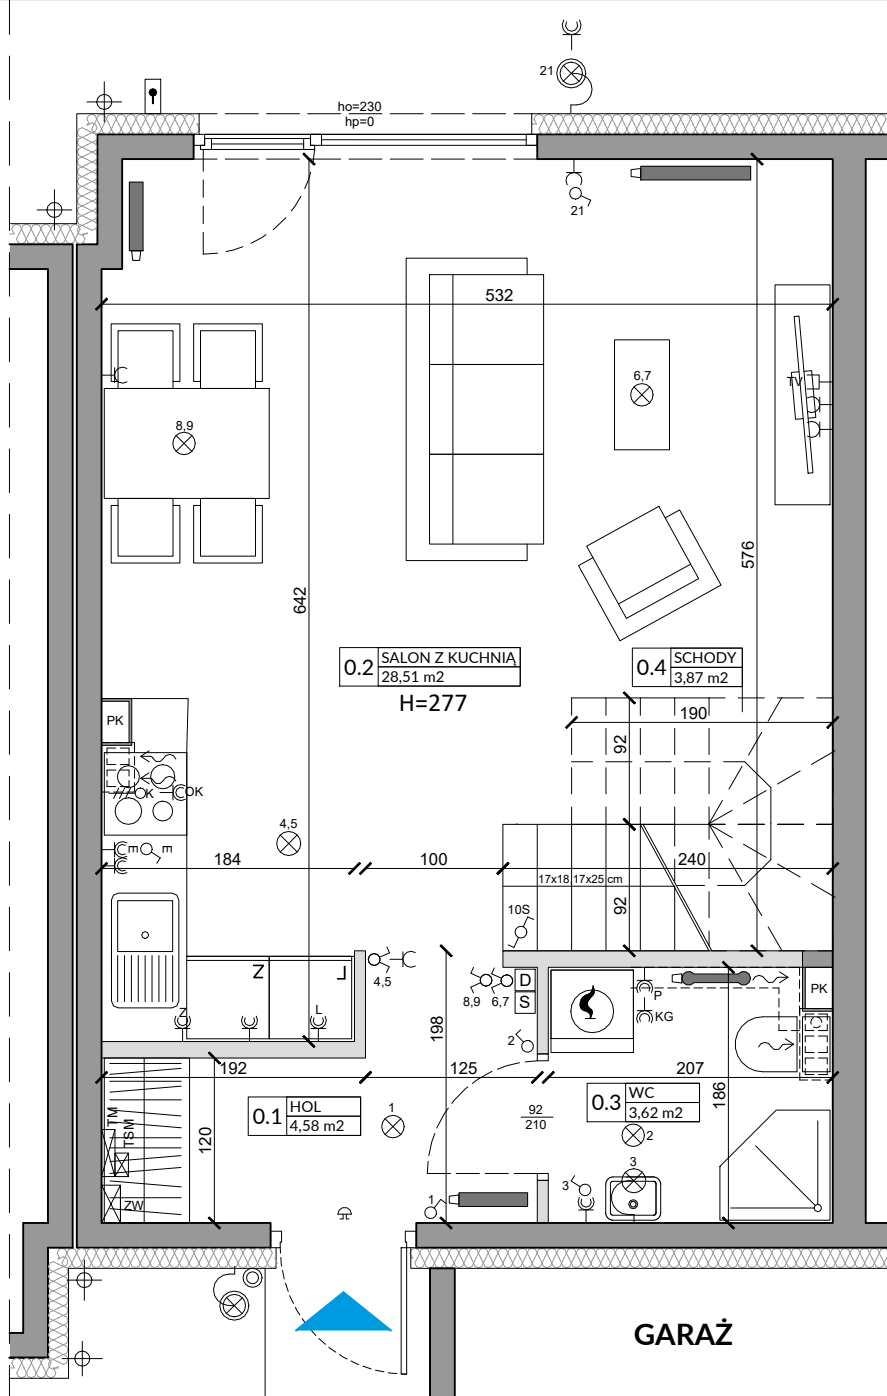 21
ho=230
hp=0
21
532
6,7
TV
8,9
576
642
0.2 SALON Z KUCHNIĄ
28,51 m2
H=277
0.4 SCHODY
3,87 m2
PK
190
92
OK
OK
4,5
E
E
184
100
240
17x18,17x25 cm
92
10S
Z
L
4,5
8,9
6,7
D
S
P
KG
PK
Z
L
198
2
192
125
207
186
0.1 HOL
4,58 m2
1
92
210
0.3 WC
3,62 m2
2
TM
TSM
120
ZW
3
3
1
GARAŻ